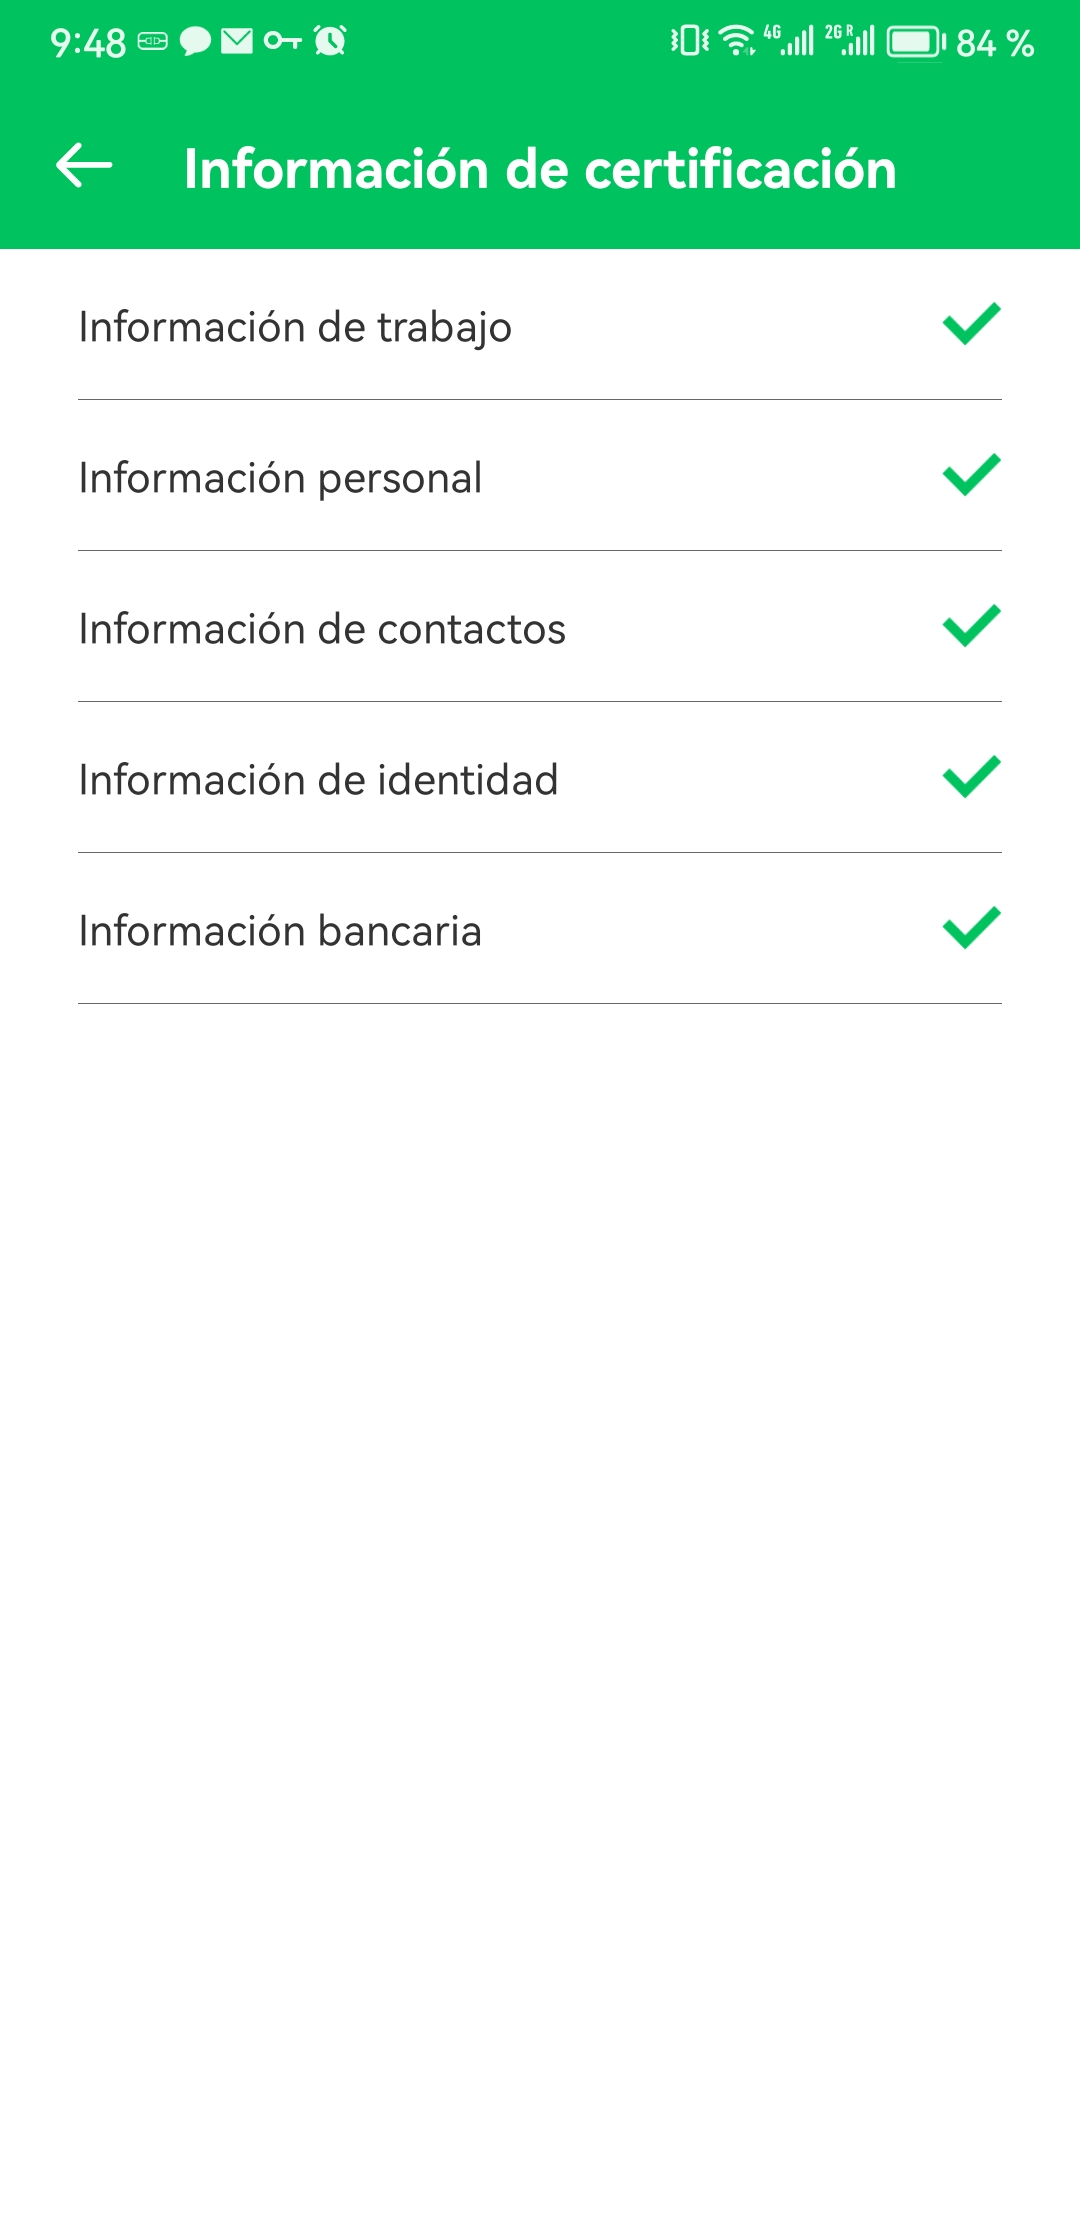 9:48 4G 2G R 84 %
Información de certificación
Información de trabajo
Información personal
Información de contactos
Información de identidad
Información bancaria